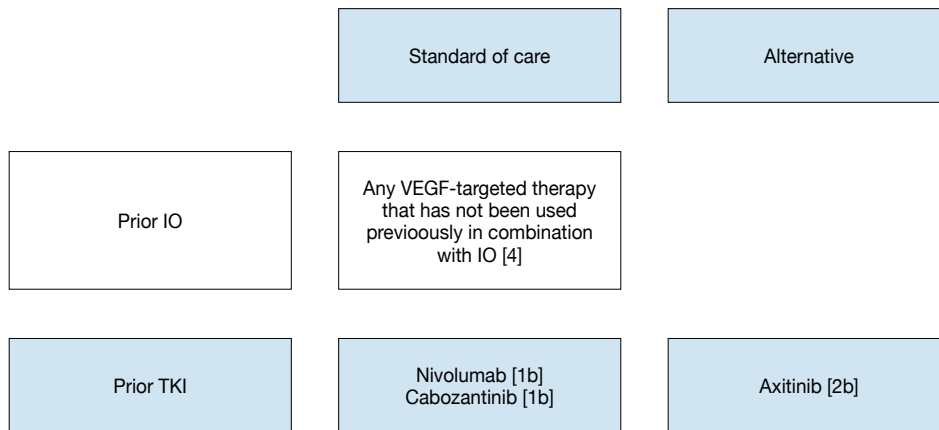 Standard of care
Alternative
Prior IO
Any VEGF-targeted therapy
that has not been used
previoously in combination
with IO [4]
Prior TKI
Nivolumab [1b]
Cabozantinib [1b]
Axitinib [2b]